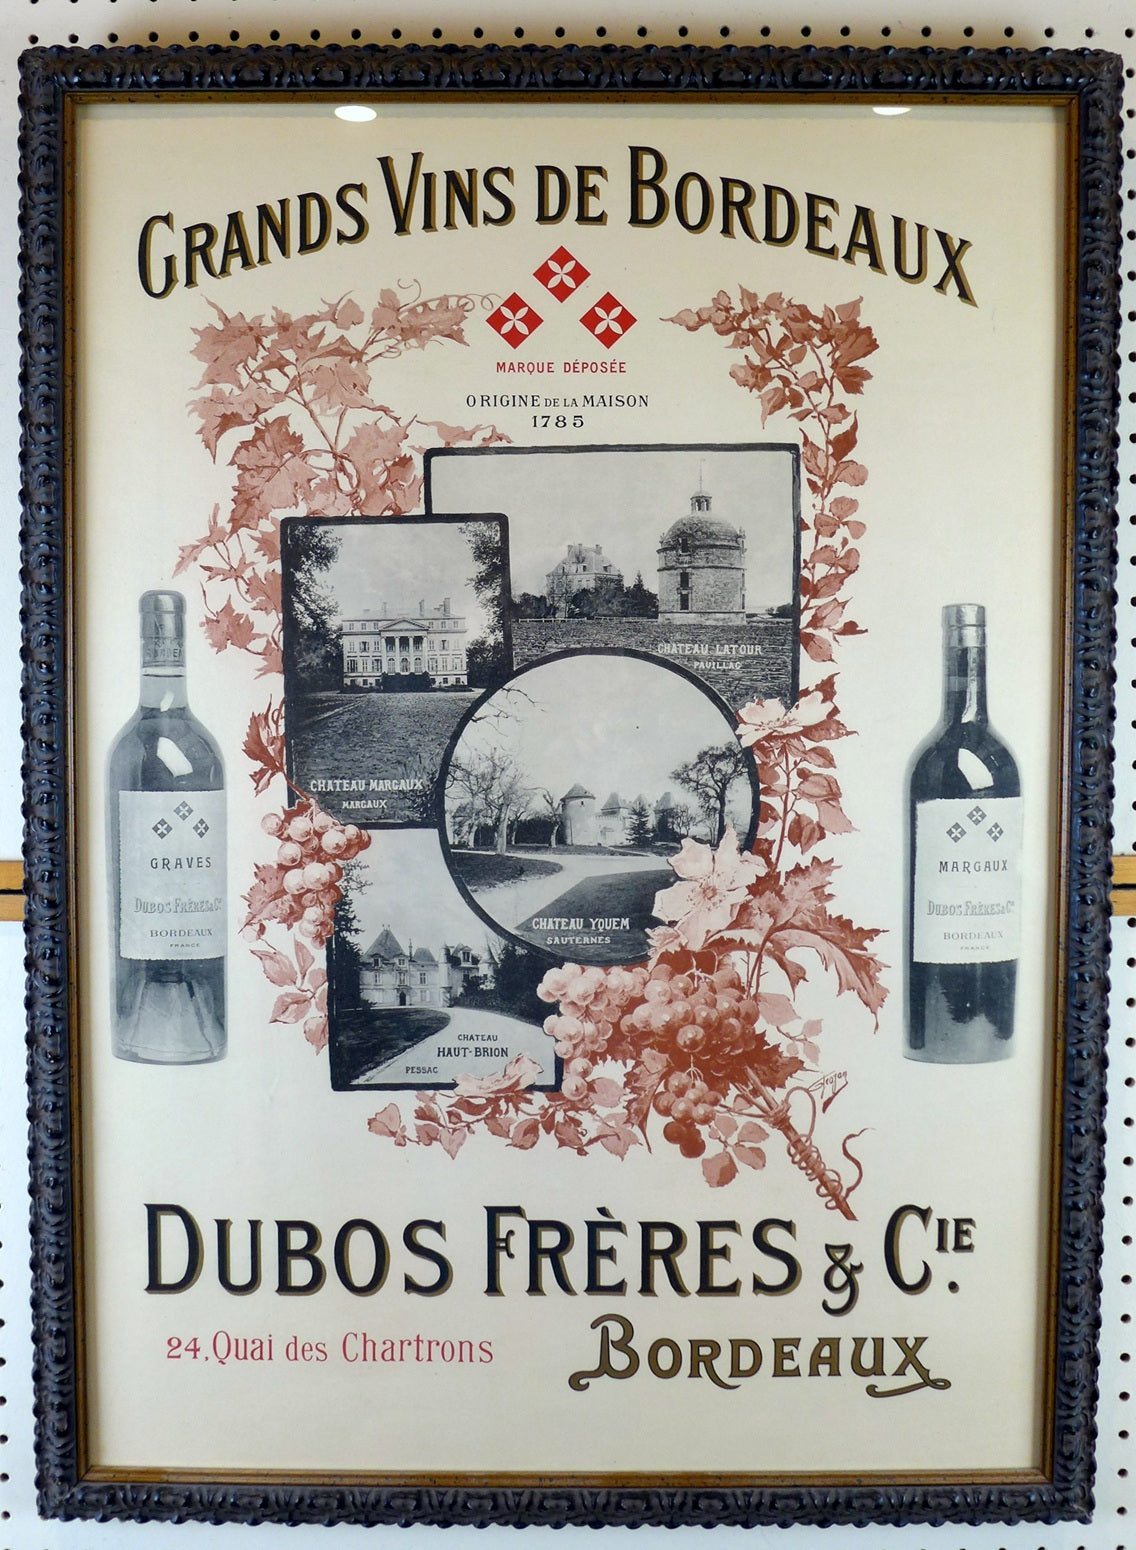 GRANDS VINS DE BORDEAUX
MARQUE DÉPOSÉE
ORIGINE DE LA MAISON
1785
CHATEAU LATOUR
PAUILLAC
CHATEAU MARGAUX
MARGAUX
CHATEAU YQUEM
SAUTERNES
CHATEAU
HAUT-BRION
PESSAC
GRAVES
DUBOS FRÈRES & Cº
BORDEAUX
FRANCE
MARGAUX
DUBOS FRÈRES & Cº
BORDEAUX
FRANCE
DUBOS FRÈRES & CIE.
24, Quai des Chartrons
BORDEAUX